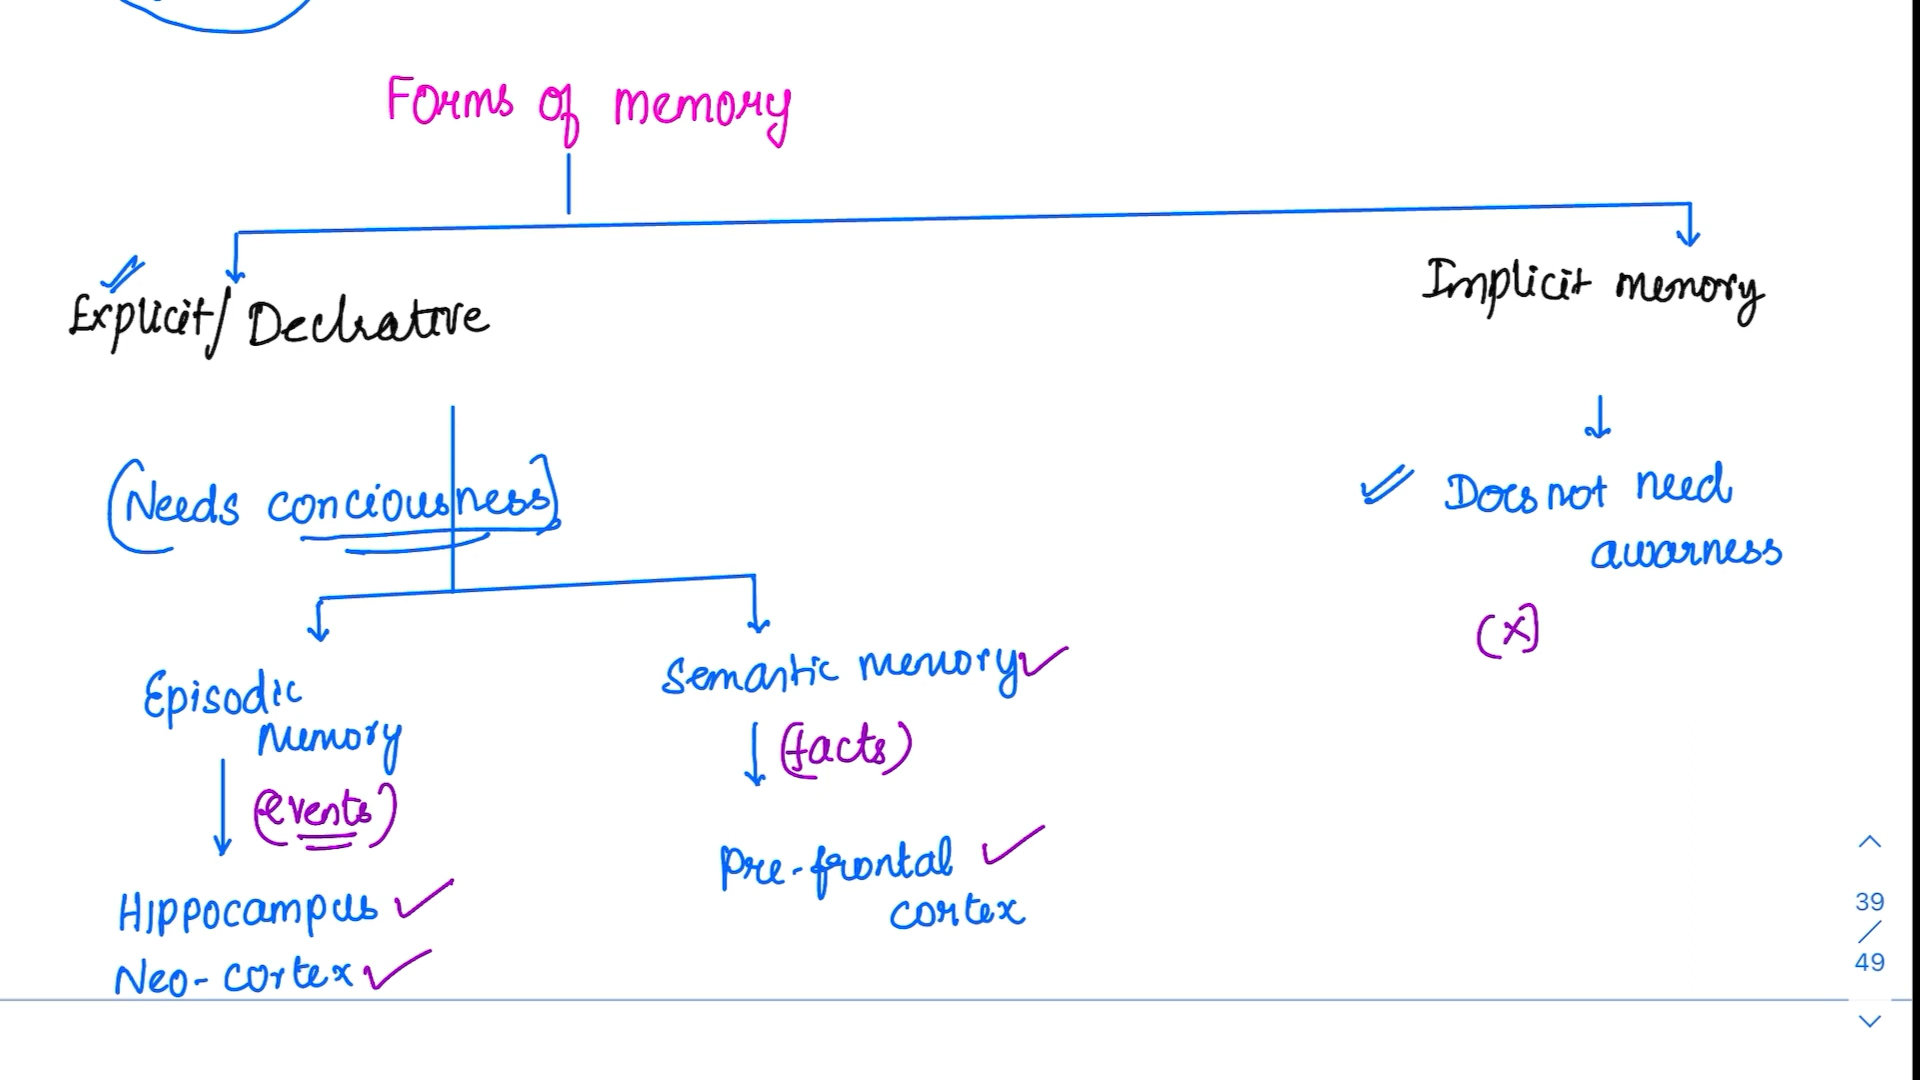 Forms of memory
Explicit/ Declrative
Implicit memory
(Needs conciousness)
Does not need
awarness
(x)
Episodic
Memory
(events)
Hippocampus
Neo-cortex
Semantic memory
(facts)
Pre-frontal
cortex
39
/
49